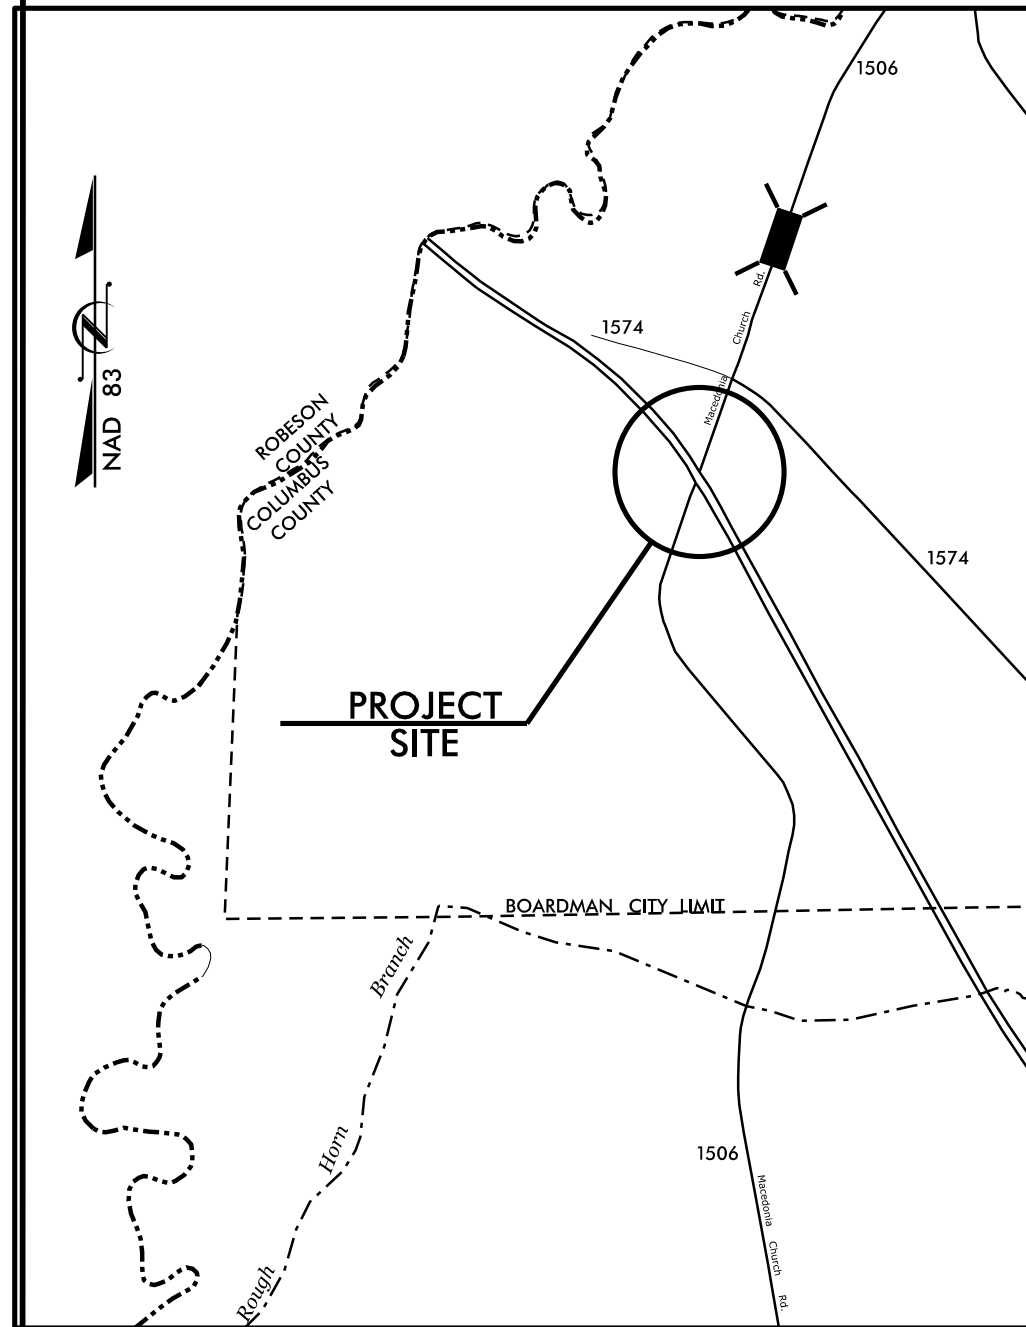 1506
Macedonia Church Rd.
1574
NAD 83
ROBESON
COUNTY
COLUMBUS
COUNTY
1574
PROJECT
SITE
BOARDMAN CITY LIMIT
Rough Horn Branch
1506
Macedonia Church Rd.